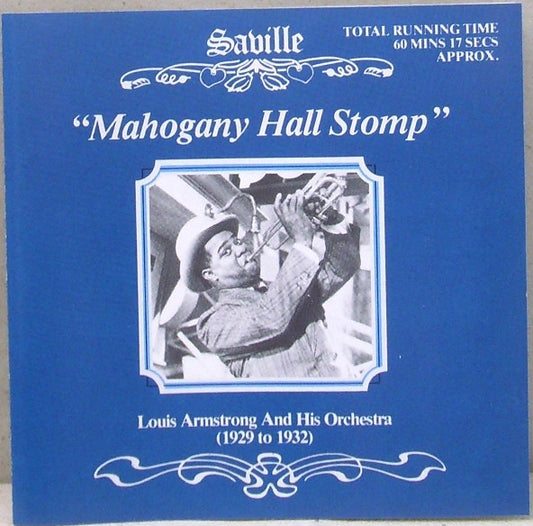 Saville
TOTAL RUNNING TIME
60 MINS 17 SECS
APPROX.
“Mahogany Hall Stomp”
Louis Armstrong And His Orchestra
(1929 to 1932)